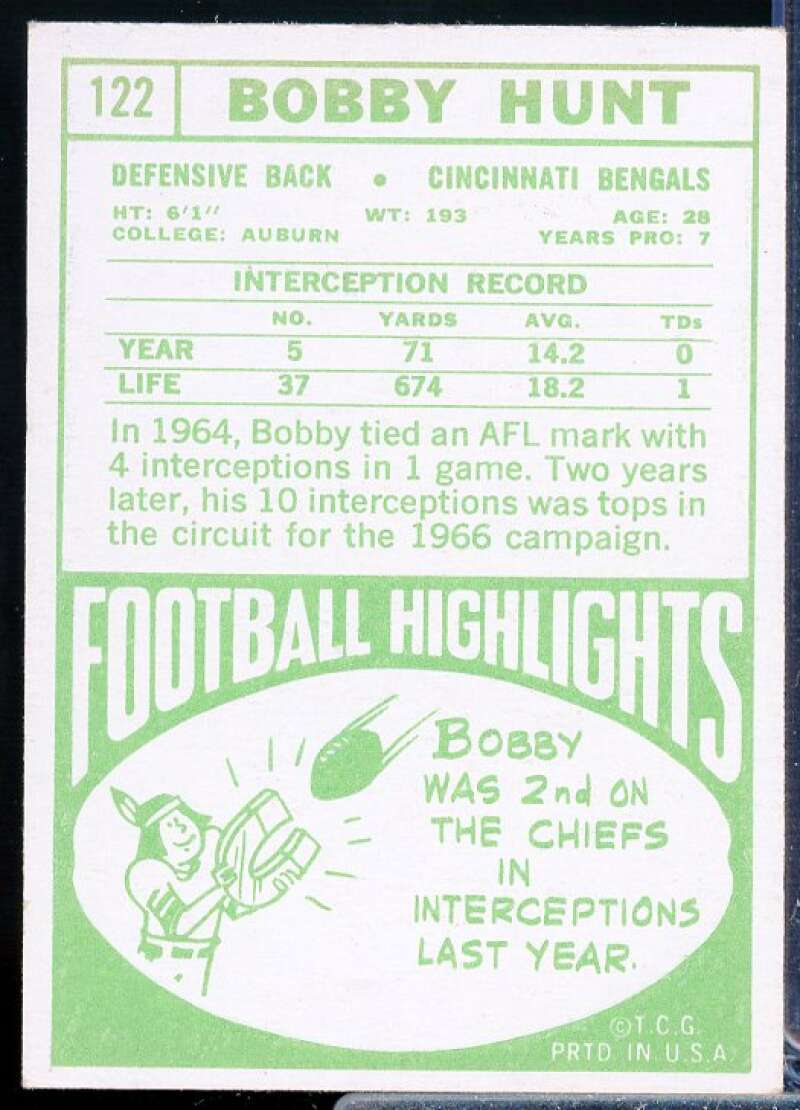 122 BOBBY HUNT
DEFENSIVE BACK • CINCINNATI BENGALS
HT: 6'1" WT: 193 AGE: 28
COLLEGE: AUBURN YEARS PRO: 7
INTERCEPTION RECORD
NO. YARDS AVG. TDs
YEAR 5 71 14.2 0
LIFE 37 674 18.2 1
In 1964, Bobby tied an AFL mark with
4 interceptions in 1 game. Two years
later, his 10 interceptions was tops in
the circuit for the 1966 campaign.
FOOTBALL HIGHLIGHTS
BOBBY
WAS 2nd ON
THE CHIEFS
IN
INTERCEPTIONS
LAST YEAR.
©T.C.G.
PRTD IN U.S.A.